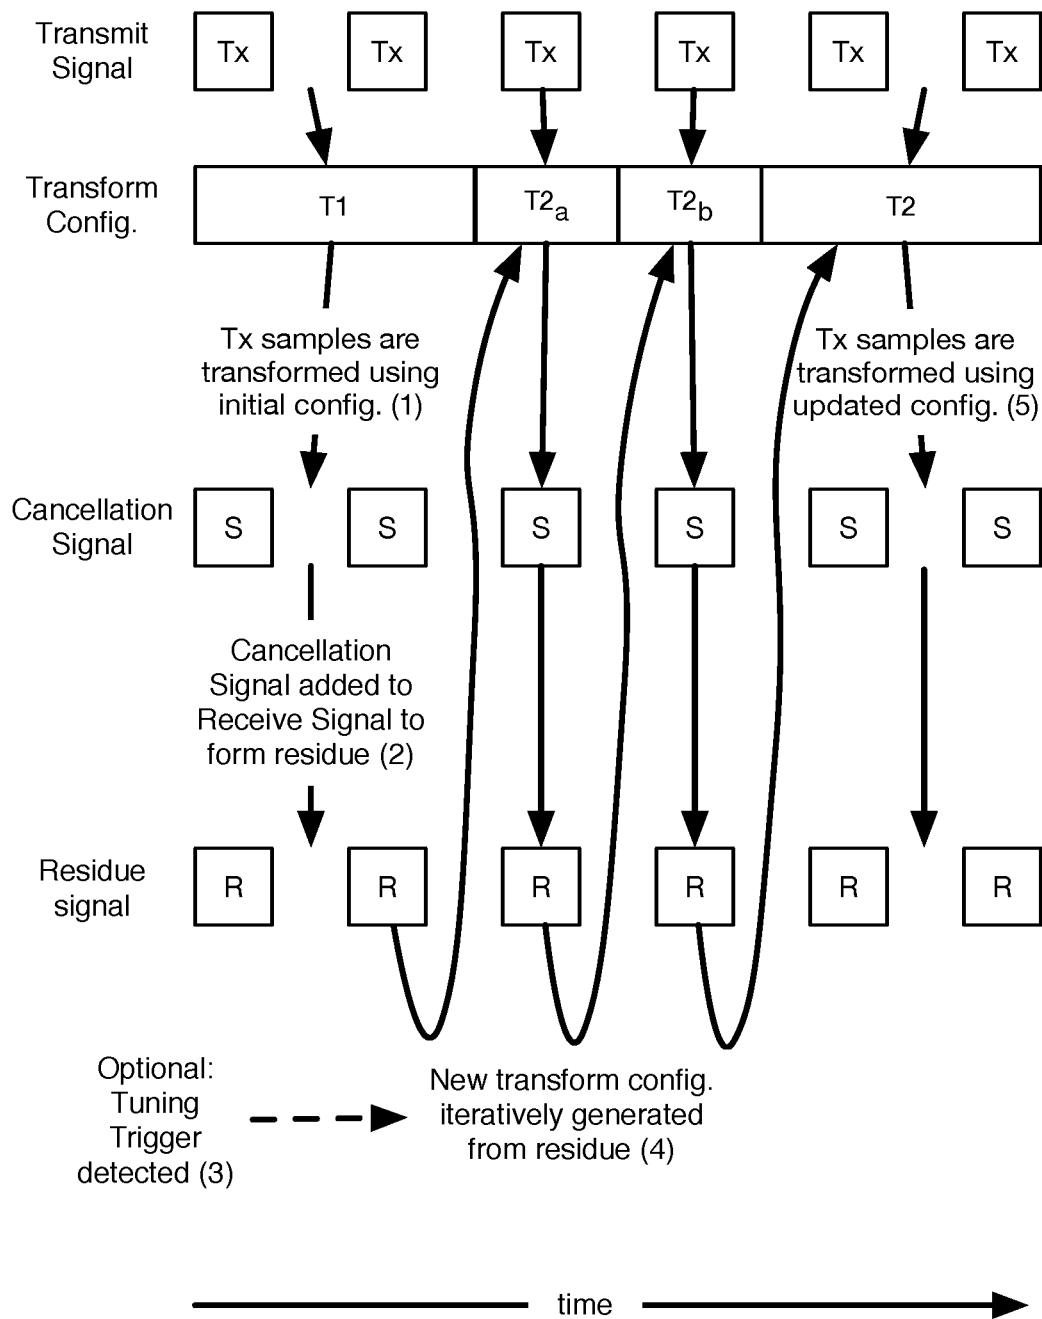 Transmit
Signal
Tx Tx Tx Tx Tx Tx
Transform
Config.
T1 T2a T2b T2
Tx samples are
transformed using
initial config. (1)
Tx samples are
transformed using
updated config. (5)
Cancellation
Signal
S S S S S S
Cancellation
Signal added to
Receive Signal to
form residue (2)
Residue
signal
R R R R R R
Optional:
Tuning
Trigger
detected (3)
New transform config.
iteratively generated
from residue (4)
time